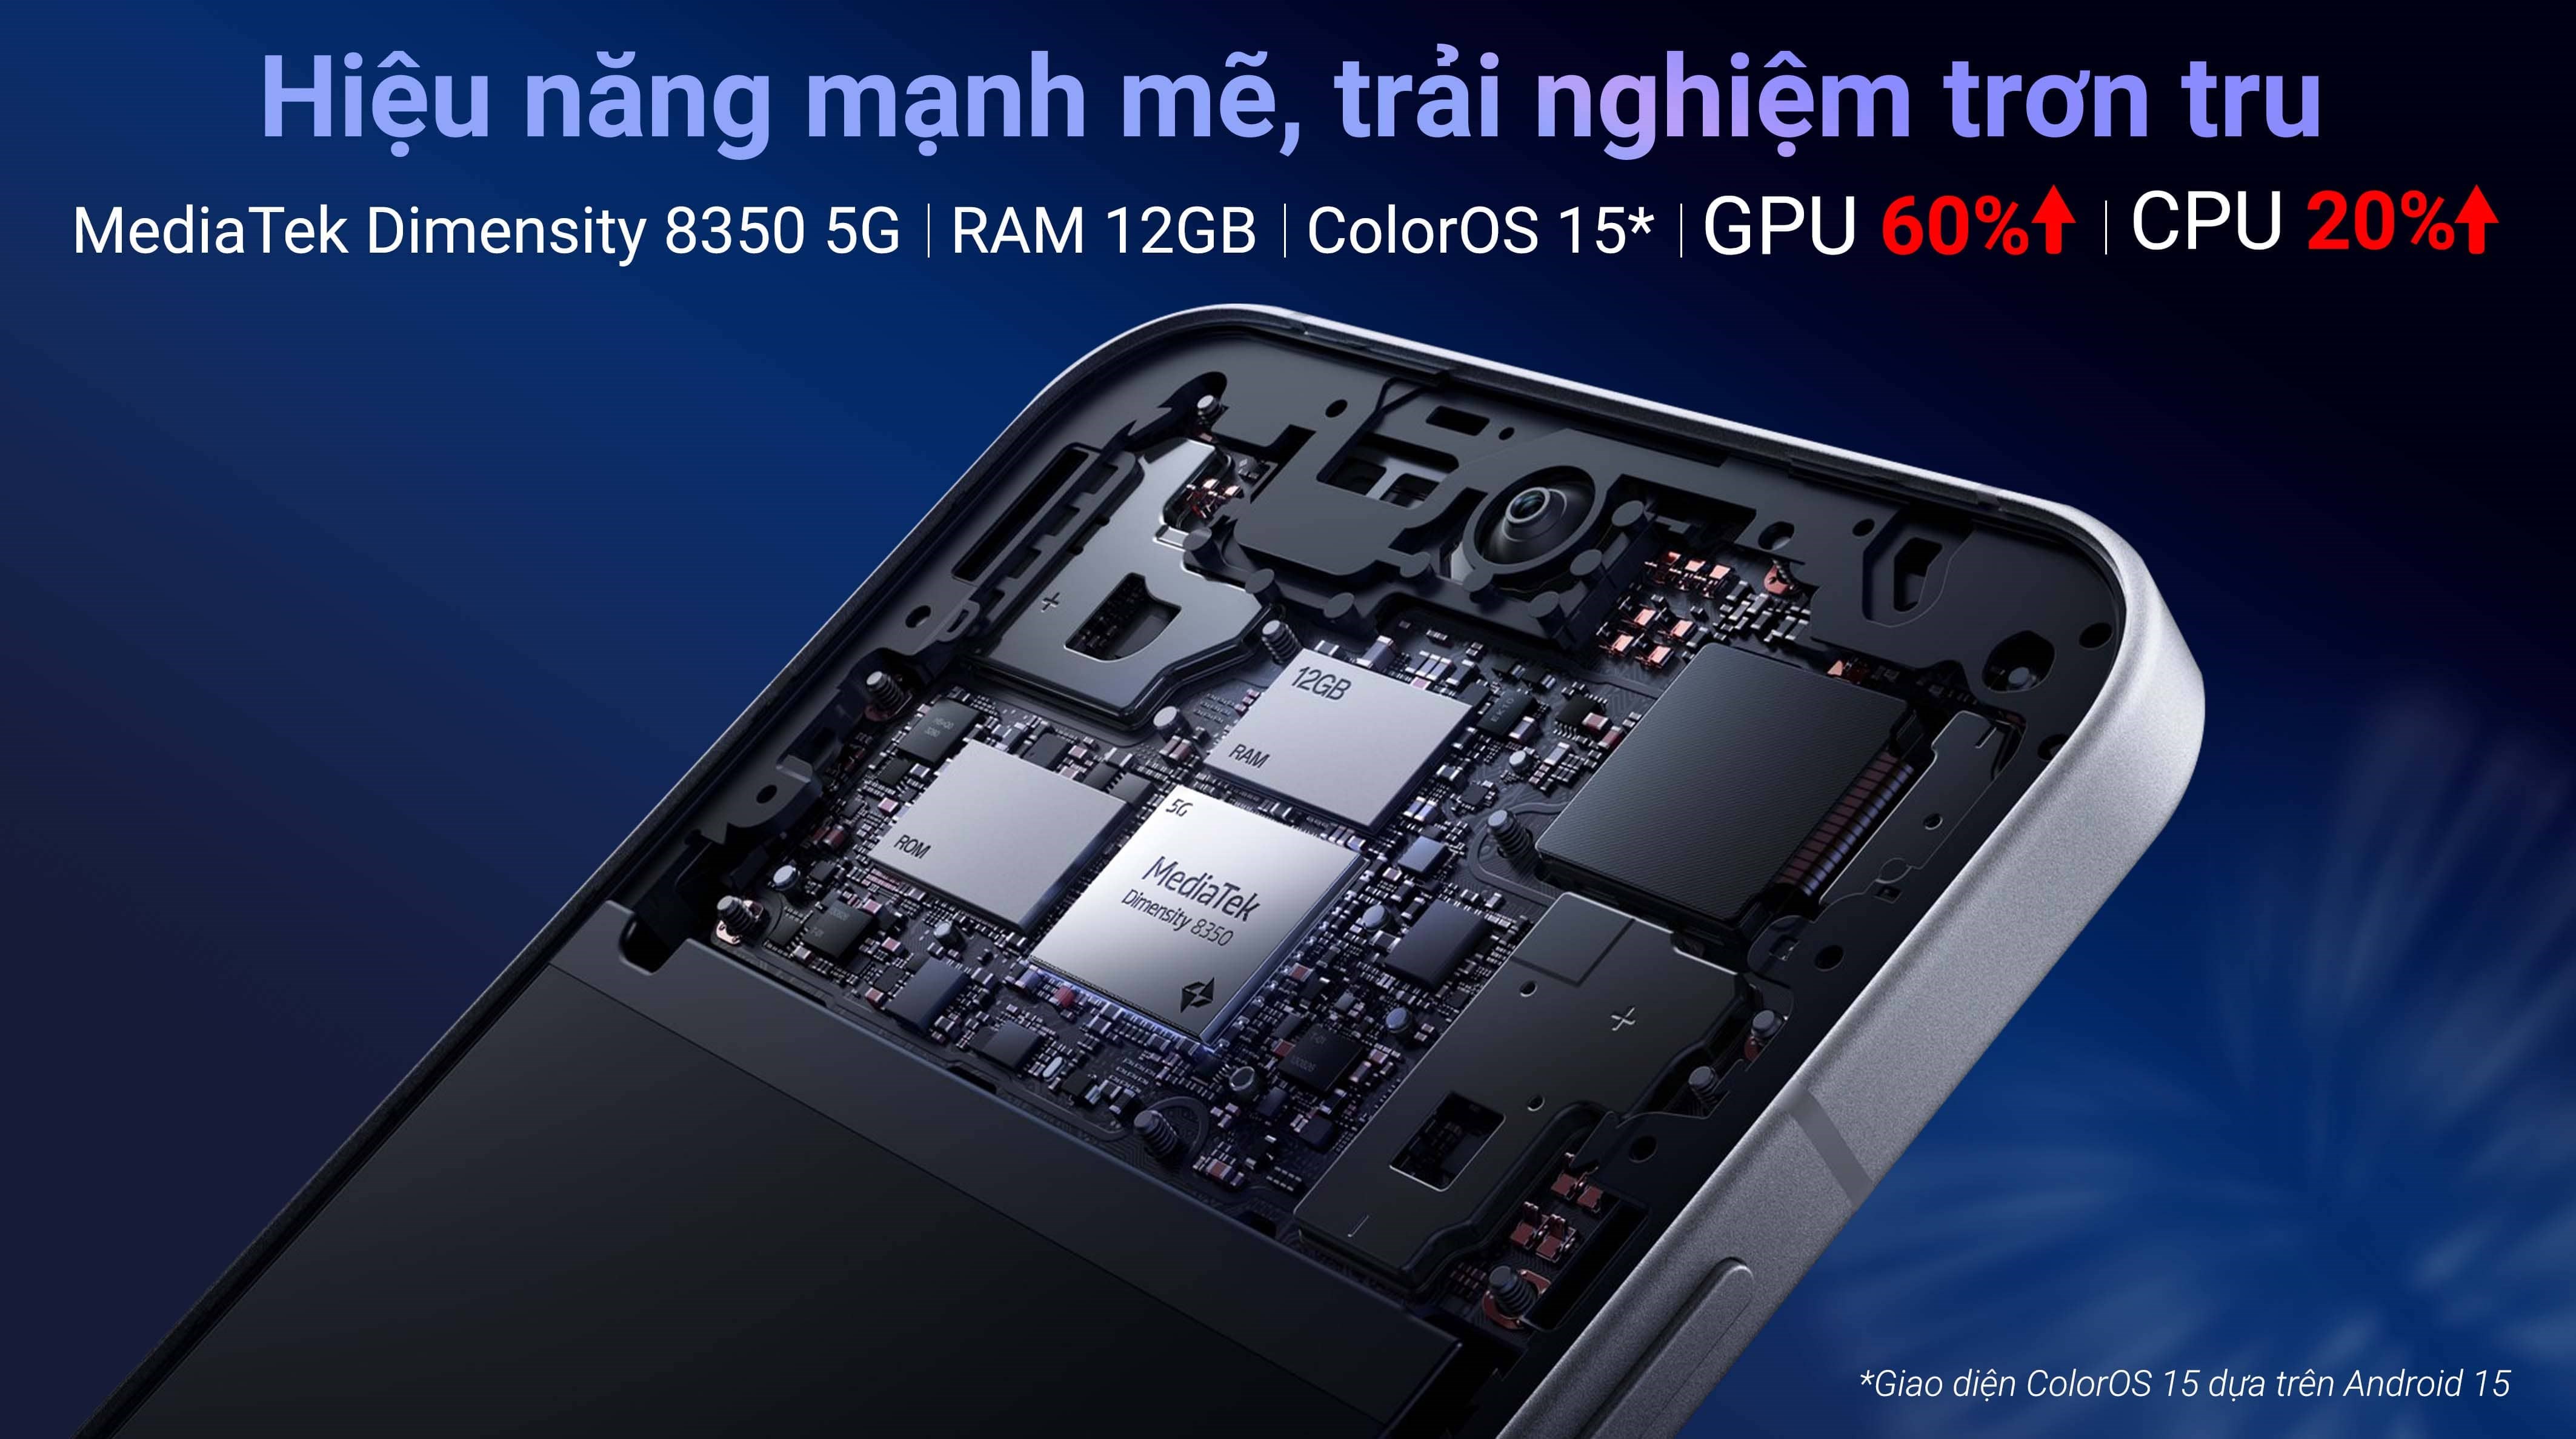 Hiệu năng mạnh mẽ, trải nghiệm trơn tru
MediaTek Dimensity 8350 5G | RAM 12GB | ColorOS 15* | GPU 60% | CPU 20%
12GB
RAM
ROM
5G
MediaTek
Dimensity 8350
*Giao diện ColorOS 15 dựa trên Android 15